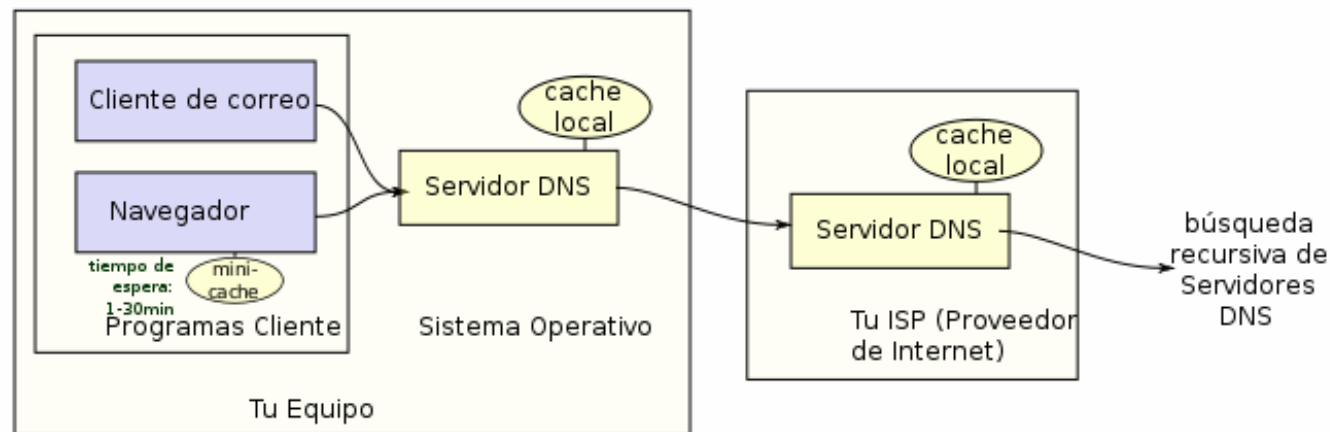 Cliente de correo
Navegador
tiempo de
espera:
1-30min
mini-
cache
Programas Cliente
cache
local
Servidor DNS
Sistema Operativo
Tu Equipo
cache
local
Servidor DNS
Tu ISP (Proveedor
de Internet)
búsqueda
recursiva de
Servidores
DNS